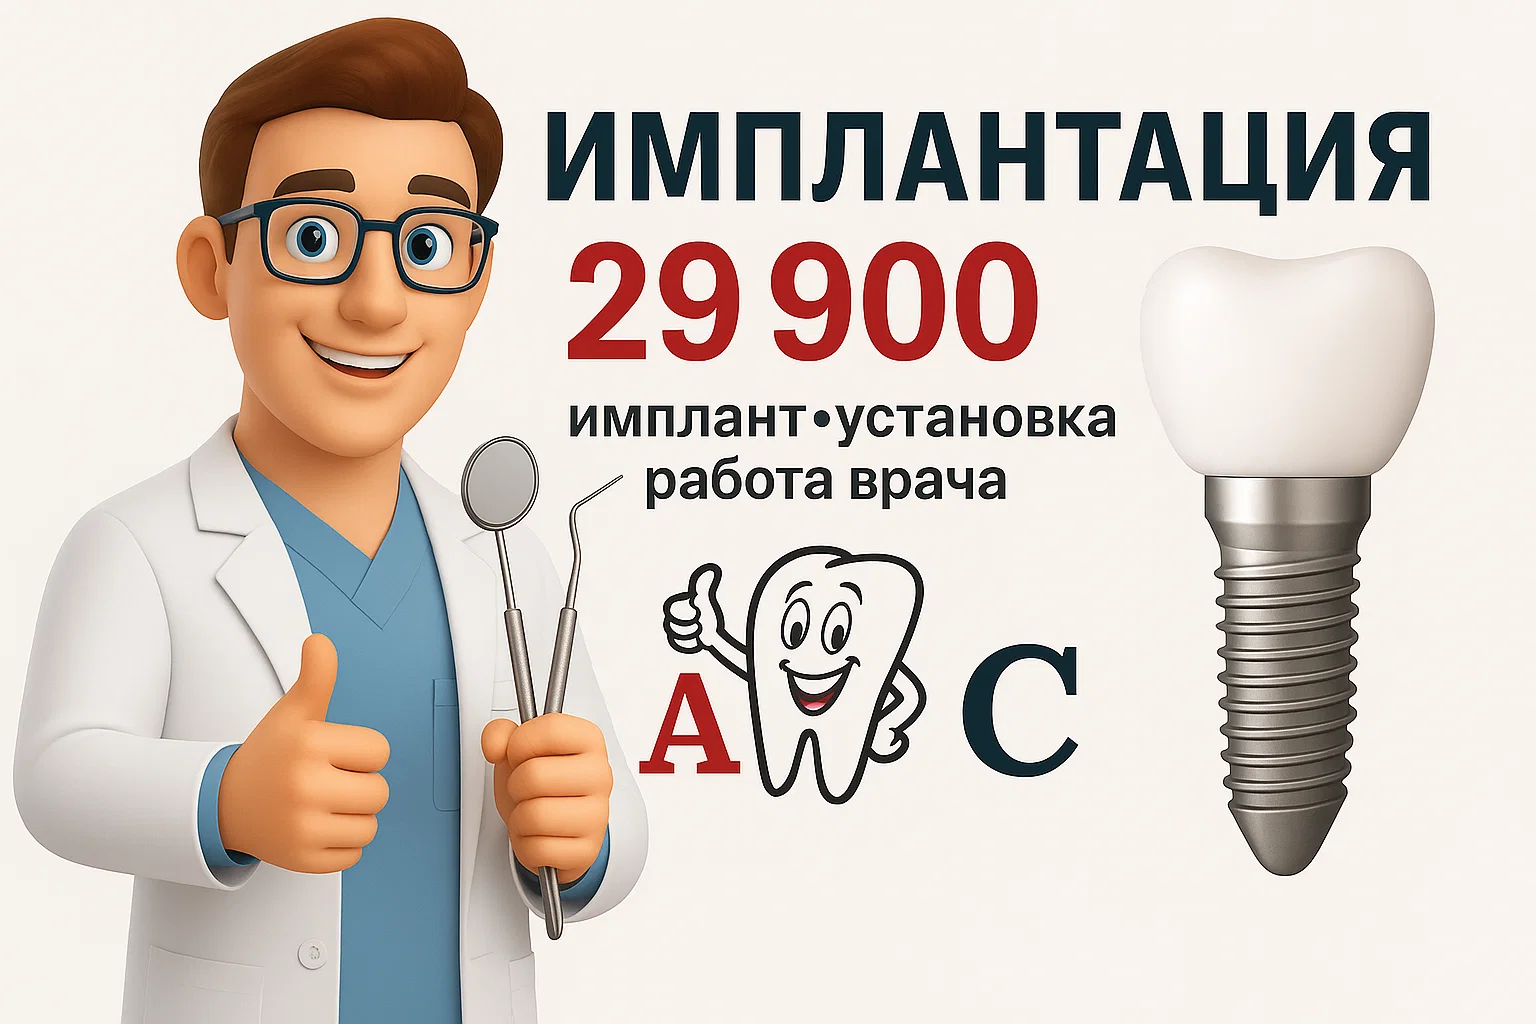 ИМПЛАНТАЦИЯ
29 900
имплант•установка
работа врача
А С